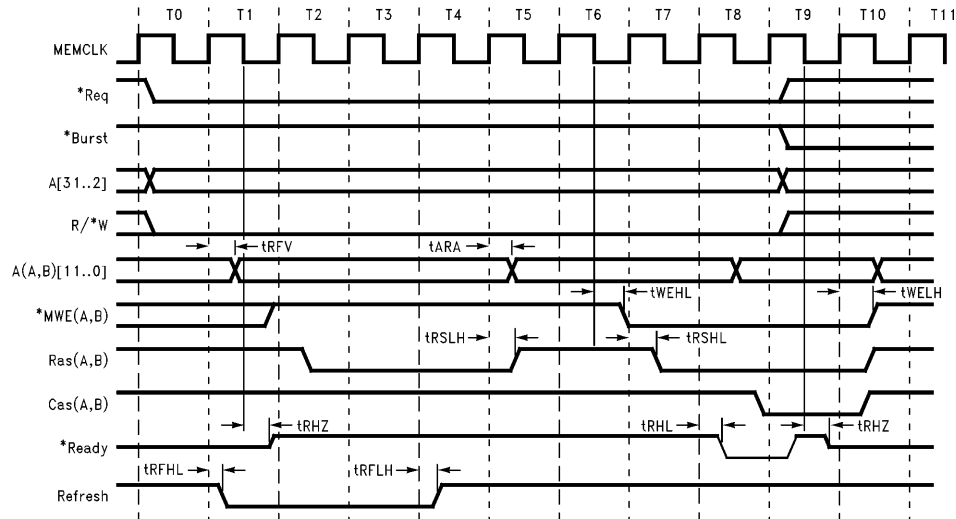 T0 T1 T2 T3 T4 T5 T6 T7 T8 T9 T10 T11
MEMCLK
*Req
*Burst
A[31..2]
R/*W
tRFV tARA
A(A,B)[11..0]
tWEHL tWELH
*MWE(A,B)
tRSLH tRSHL
Ras(A,B)
Cas(A,B)
tRHZ tRHL tRHZ
*Ready
tRFHL tRFLH
Refresh